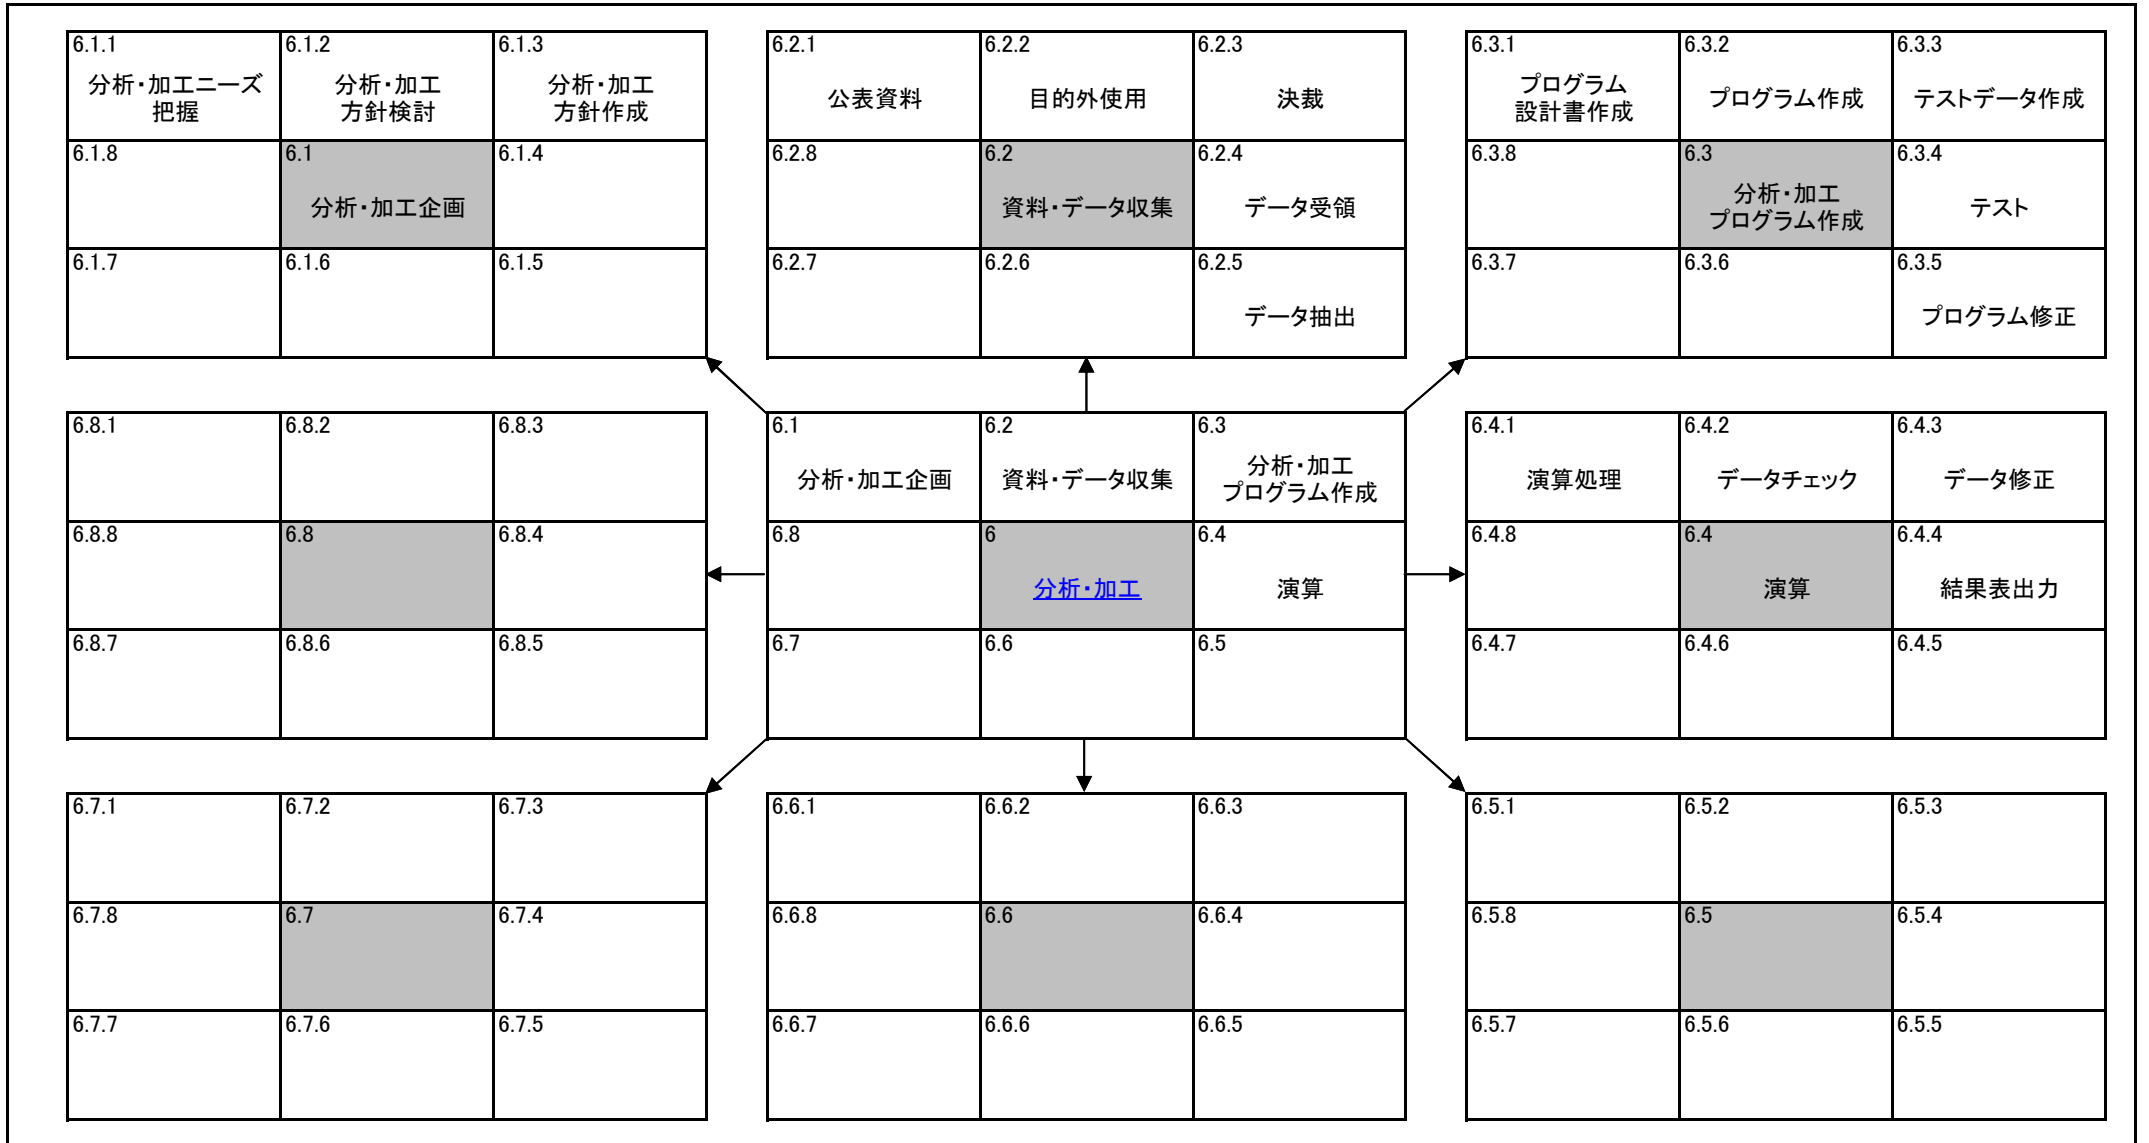 6.1.1
分析・加工ニーズ
把握
6.1.2
分析・加工
方針検討
6.1.3
分析・加工
方針作成
6.1.8
6.1
分析・加工企画
6.1.4
6.1.7
6.1.6
6.1.5
6.2.1
公表資料
6.2.2
目的外使用
6.2.3
決裁
6.2.8
6.2
資料・データ収集
6.2.4
データ受領
6.2.7
6.2.6
6.2.5
データ抽出
6.3.1
プログラム
設計書作成
6.3.2
プログラム作成
6.3.3
テストデータ作成
6.3.8
6.3
分析・加工
プログラム作成
6.3.4
テスト
6.3.7
6.3.6
6.3.5
プログラム修正
6.8.1
6.8.2
6.8.3
6.8.8
6.8
6.8.4
6.8.7
6.8.6
6.8.5
6.1
分析・加工企画
6.2
資料・データ収集
6.3
分析・加工
プログラム作成
6.8
6
分析・加工
6.4
演算
6.7
6.6
6.5
6.4.1
演算処理
6.4.2
データチェック
6.4.3
データ修正
6.4.8
6.4
演算
6.4.4
結果表出力
6.4.7
6.4.6
6.4.5
6.7.1
6.7.2
6.7.3
6.7.8
6.7
6.7.4
6.7.7
6.7.6
6.7.5
6.6.1
6.6.2
6.6.3
6.6.8
6.6
6.6.4
6.6.7
6.6.6
6.6.5
6.5.1
6.5.2
6.5.3
6.5.8
6.5
6.5.4
6.5.7
6.5.6
6.5.5